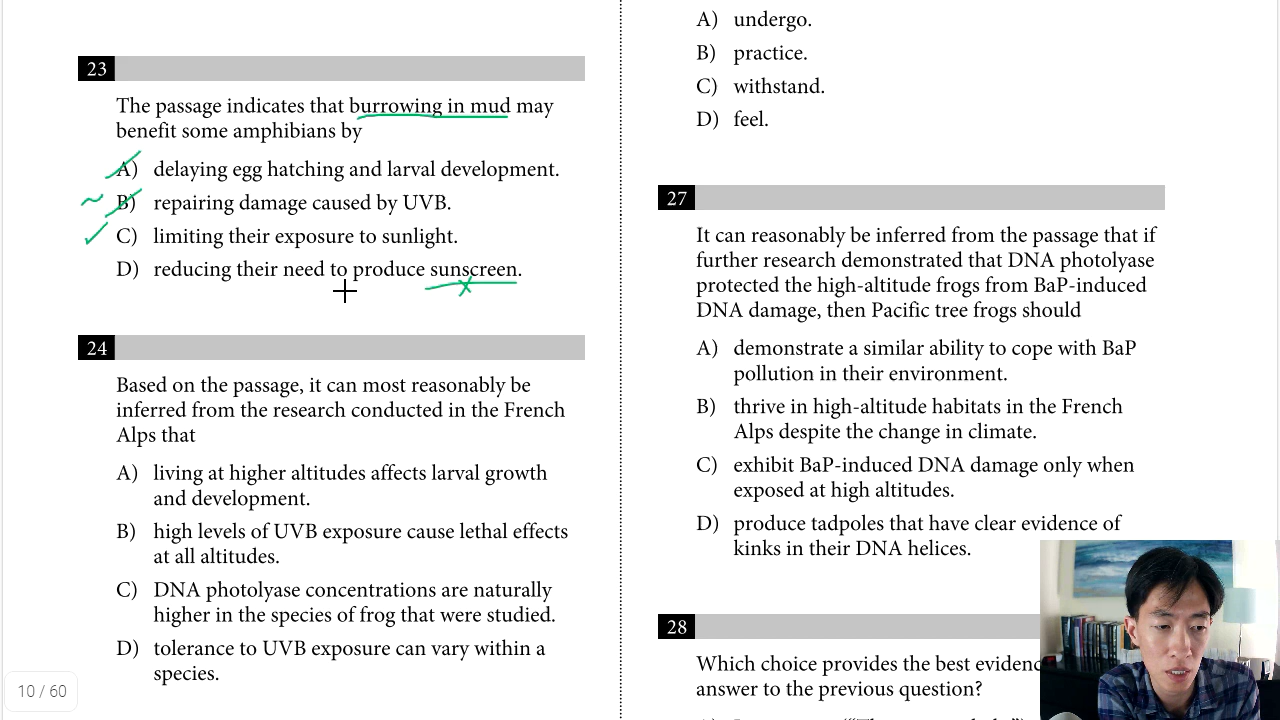 23
The passage indicates that burrowing in mud may
benefit some amphibians by
A) delaying egg hatching and larval development.
~ B) repairing damage caused by UVB.
✓ C) limiting their exposure to sunlight.
D) reducing their need to produce sunscreen.
24
Based on the passage, it can most reasonably be
inferred from the research conducted in the French
Alps that
A) living at higher altitudes affects larval growth
and development.
B) high levels of UVB exposure cause lethal effects
at all altitudes.
C) DNA photolyase concentrations are naturally
higher in the species of frog that were studied.
D) tolerance to UVB exposure can vary within a
species.
10 / 60
A) undergo.
B) practice.
C) withstand.
D) feel.
27
It can reasonably be inferred from the passage that if
further research demonstrated that DNA photolyase
protected the high-altitude frogs from BaP-induced
DNA damage, then Pacific tree frogs should
A) demonstrate a similar ability to cope with BaP
pollution in their environment.
B) thrive in high-altitude habitats in the French
Alps despite the change in climate.
C) exhibit BaP-induced DNA damage only when
exposed at high altitudes.
D) produce tadpoles that have clear evidence of
kinks in their DNA helices.
28
Which choice provides the best
answer to the previous question?